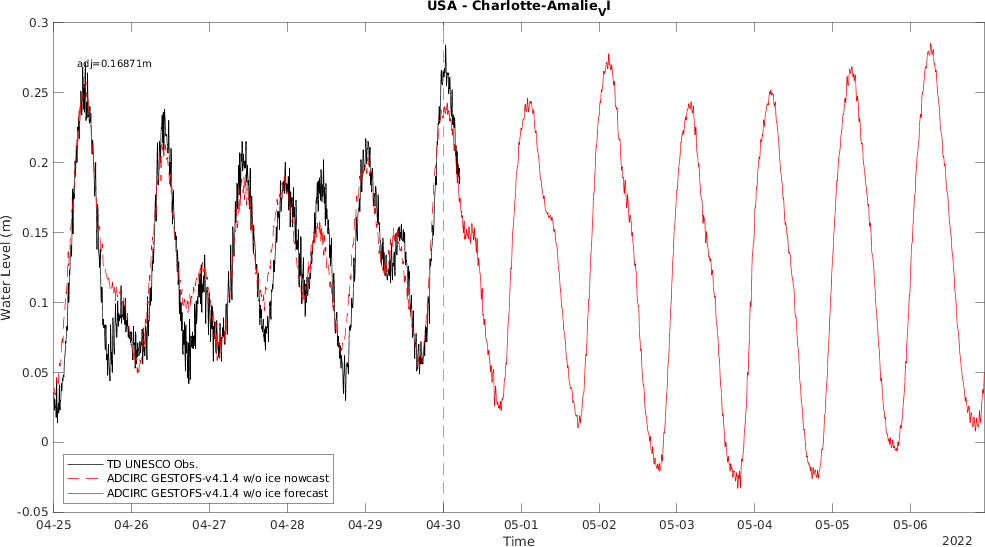 USA - Charlotte-AmalieVI
adj=0.16871m
0.3
0.25
0.2
0.15
0.1
0.05
0
-0.05
Water Level (m)
TD UNESCO Obs.
ADCIRC GESTOFS-v4.1.4 w/o ice nowcast
ADCIRC GESTOFS-v4.1.4 w/o ice forecast
04-25 04-26 04-27 04-28 04-29 04-30 05-01 05-02 05-03 05-04 05-05 05-06
Time
2022